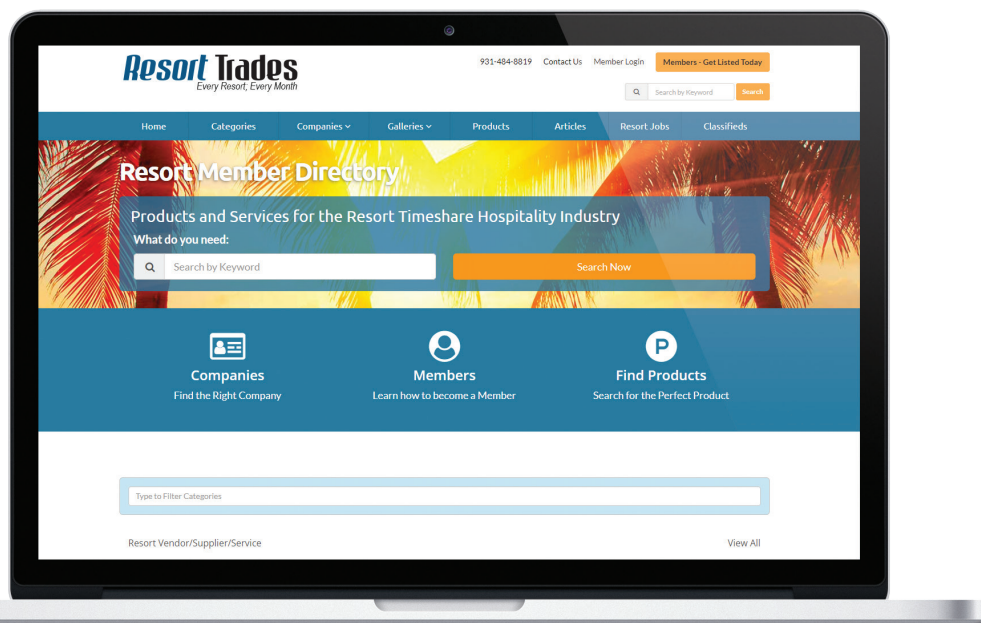 Resort Trades
Every Resort; Every Month
931-484-8819 Contact Us Member Login Members - Get Listed Today
Search by Keyword Search
Home Categories Companies Galleries Products Articles Resort Jobs Classifieds
Resort Member Directory
Products and Services for the Resort Timeshare Hospitality Industry
What do you need:
Search by Keyword Search Now
P
Companies Members Find Products
Find the Right Company Learn how to become a Member Search for the Perfect Product
Type to Filter Categories
Resort Vendor/Supplier/Service View All